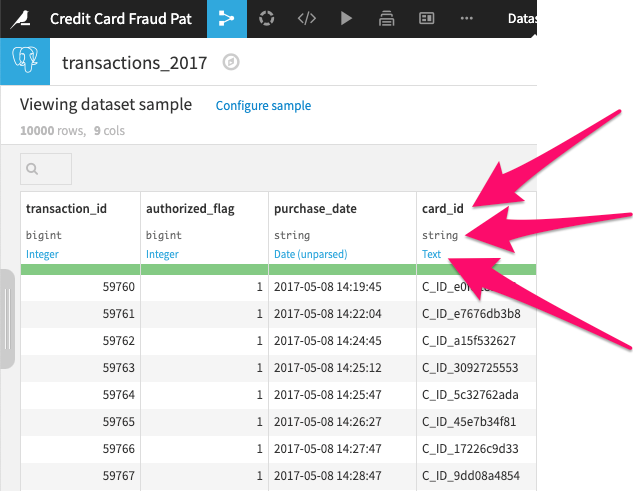 Credit Card Fraud Pat
Datas
transactions_2017
Viewing dataset sample Configure sample
10000 rows, 9 cols
transaction_id authorized_flag purchase_date card_id
bigint bigint string string
Integer Integer Date (unparsed) Text
59760 1 2017-05-08 14:19:45
59761 1 2017-05-08 14:22:04 C_ID_e7676db3b8
59762 1 2017-05-08 14:24:45 C_ID_a15f532627
59763 1 2017-05-08 14:25:12 C_ID_3092725553
59764 1 2017-05-08 14:25:47 C_ID_5c32762ada
59765 1 2017-05-08 14:26:27 C_ID_45e7b34f81
59766 1 2017-05-08 14:27:47 C_ID_17226c9d33
59767 1 2017-05-08 14:28:47 C_ID_9dd08a4854